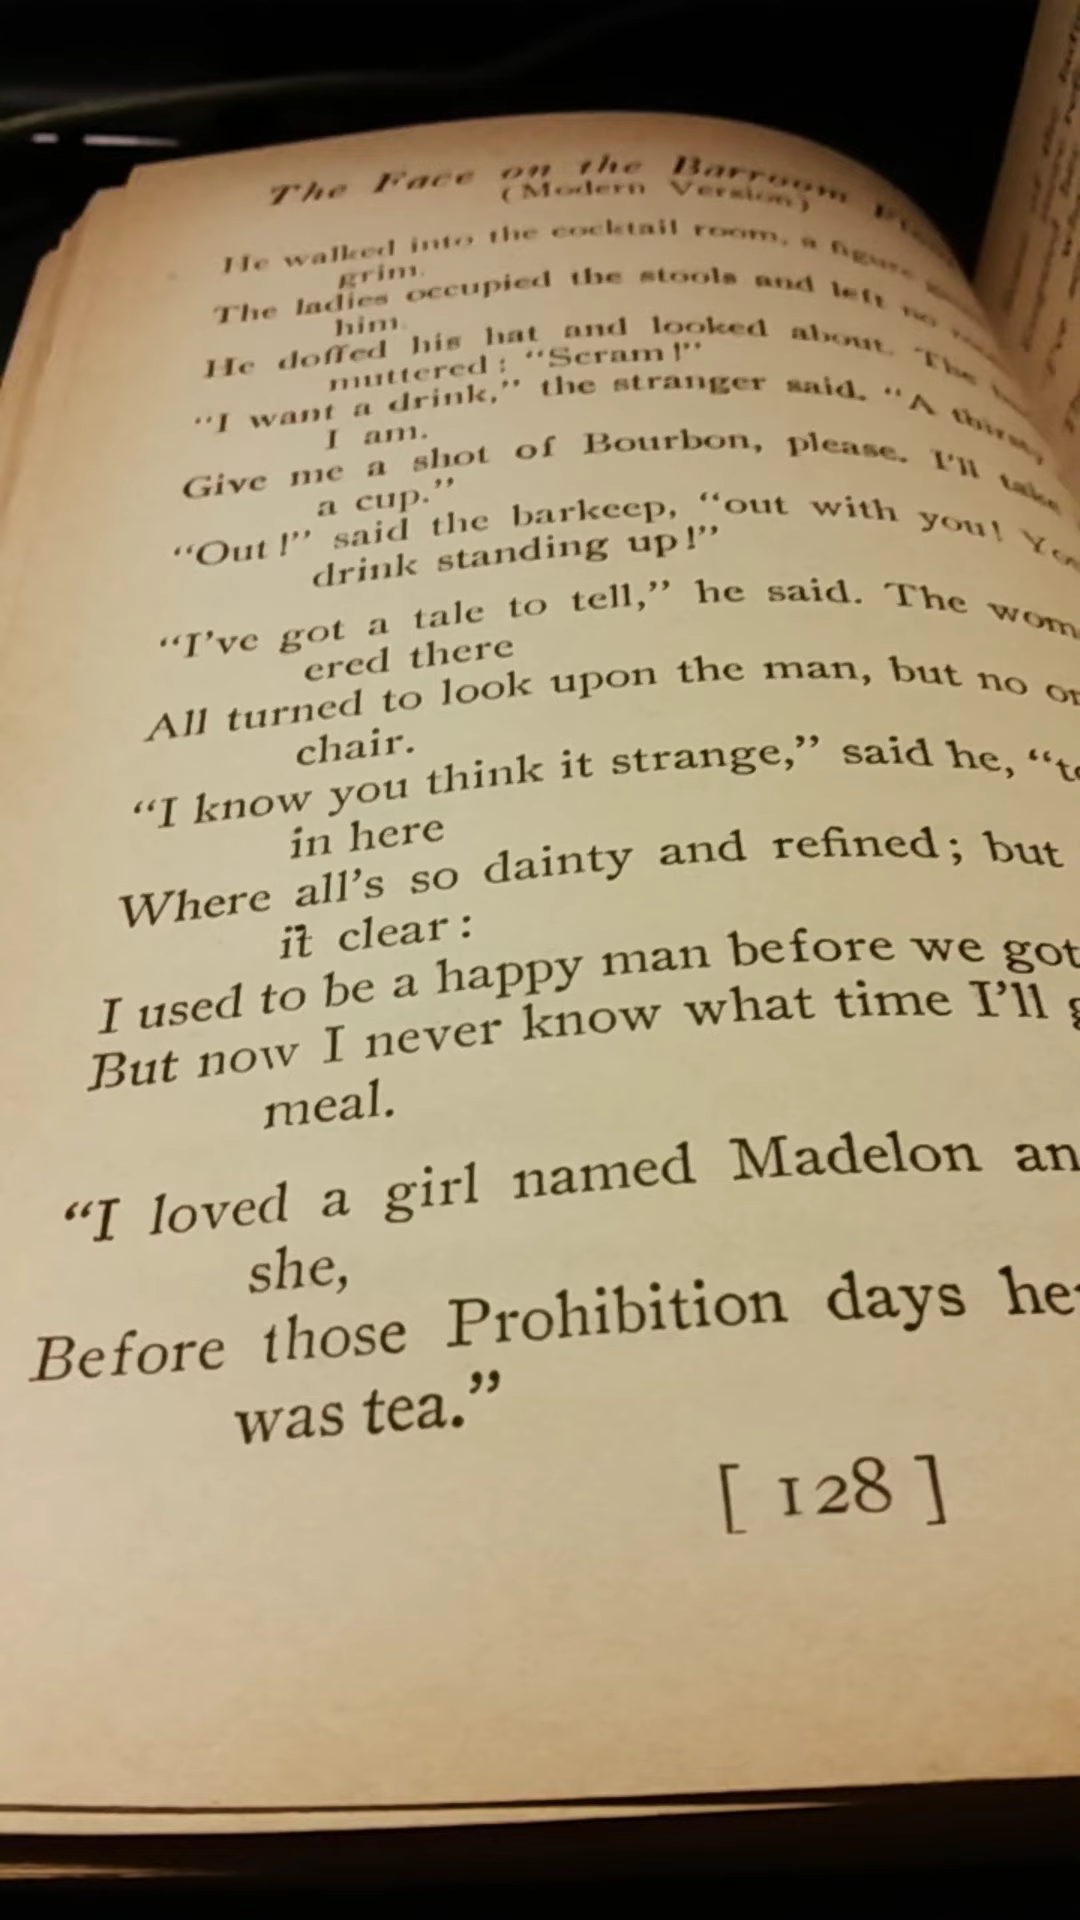 The Face on the Barroom
(Modern Version)
He walked into the cocktail room, a figure
grim.
The ladies occupied the stools and left no
him.
He doffed his hat and looked about. The
muttered: "Scram!"
"I want a drink," the stranger said. "A thirsty
I am.
Give me a shot of Bourbon, please. I'll take
a cup."
"Out!" said the barkeep, "out with you! Yo
drink standing up!"
"I've got a tale to tell," he said. The wom
ered there
All turned to look upon the man, but no
chair.
"I know you think it strange," said he, "t
in here
Where all's so dainty and refined; but
it clear:
I used to be a happy man before we got
But now I never know what time I'll g
meal.
"I loved a girl named Madelon an
she,
Before those Prohibition days he
was tea."
[ 128 ]